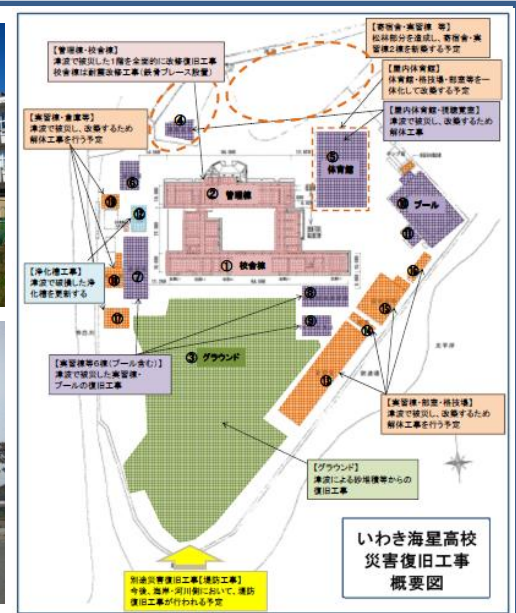 【管理棟・校舎棟】
津波で被災した1階を全面的に改修復旧工事
校舎棟は耐震改修工事(鉄骨ブレース設置)
【寄宿舎・実習棟 等】
松林部分を造成し、寄宿舎・実
習棟2棟を新築する予定
【屋内体育館】
体育館・格技場・部室等を一
体化して改築する予定
【屋内体育館・視聴覚室】
津波で被災し、改築するため
解体工事
【実習棟・倉庫等】
津波で被災し、改築するため
解体工事を行う予定
④
⑤
体育館
② 管理棟
① 校舎棟
プール
【浄化槽工事】
津波で破損した浄
化槽を更新する
⑦
③ グラウンド
【実習棟等6棟(プール含む)】
津波で被災した実習棟・
プールの復旧工事
【実習棟・部室・格技場】
津波で被災し、改築するため
解体工事を行う予定
【グラウンド】
津波による砂堆積等からの
復旧工事
別途災害復旧工事【堤防工事】
今後、海岸・河川側において、堤防
復旧工事が行われる予定
いわき海星高校
災害復旧工事
概要図